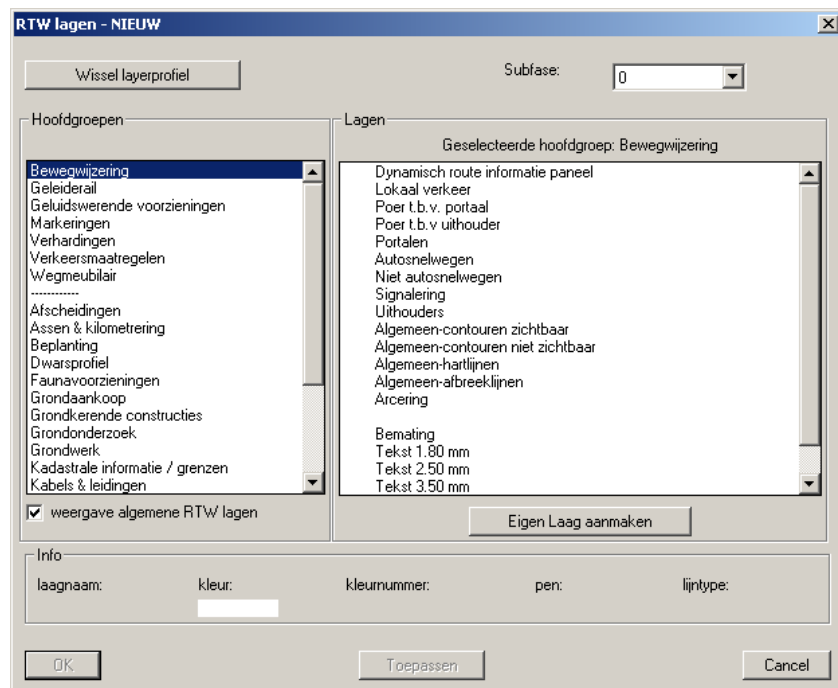 RTW lagen - NIEUW
Wissel layerprofiel
Subfase:
0
Hoofdgroepen
Bewegwijzering
Geleiderail
Geluidswerende voorzieningen
Markeringen
Verhardingen
Verkeersmaatregelen
Wegmeubilair
------------
Afscheidingen
Assen & kilometrering
Beplanting
Dwarsprofiel
Faunavoorzieningen
Grondaankoop
Grondkerende constructies
Grondonderzoek
Grondwerk
Kadastrale informatie / grenzen
Kabels & leidingen
weergave algemene RTW lagen
Lagen
Geselecteerde hoofdgroep: Bewegwijzering
Dynamisch route informatie paneel
Lokaal verkeer
Poer t.b.v. portaal
Poer t.b.v uithouder
Portalen
Autosnelwegen
Niet autosnelwegen
Signalering
Uithouders
Algemeen-contouren zichtbaar
Algemeen-contouren niet zichtbaar
Algemeen-hartlijnen
Algemeen-afbreeklijnen
Arcering
Bemating
Tekst 1.80 mm
Tekst 2.50 mm
Tekst 3.50 mm
Eigen Laag aanmaken
Info
laagnaam: kleur: kleurnummer: pen: lijntype:
OK Toepassen Cancel